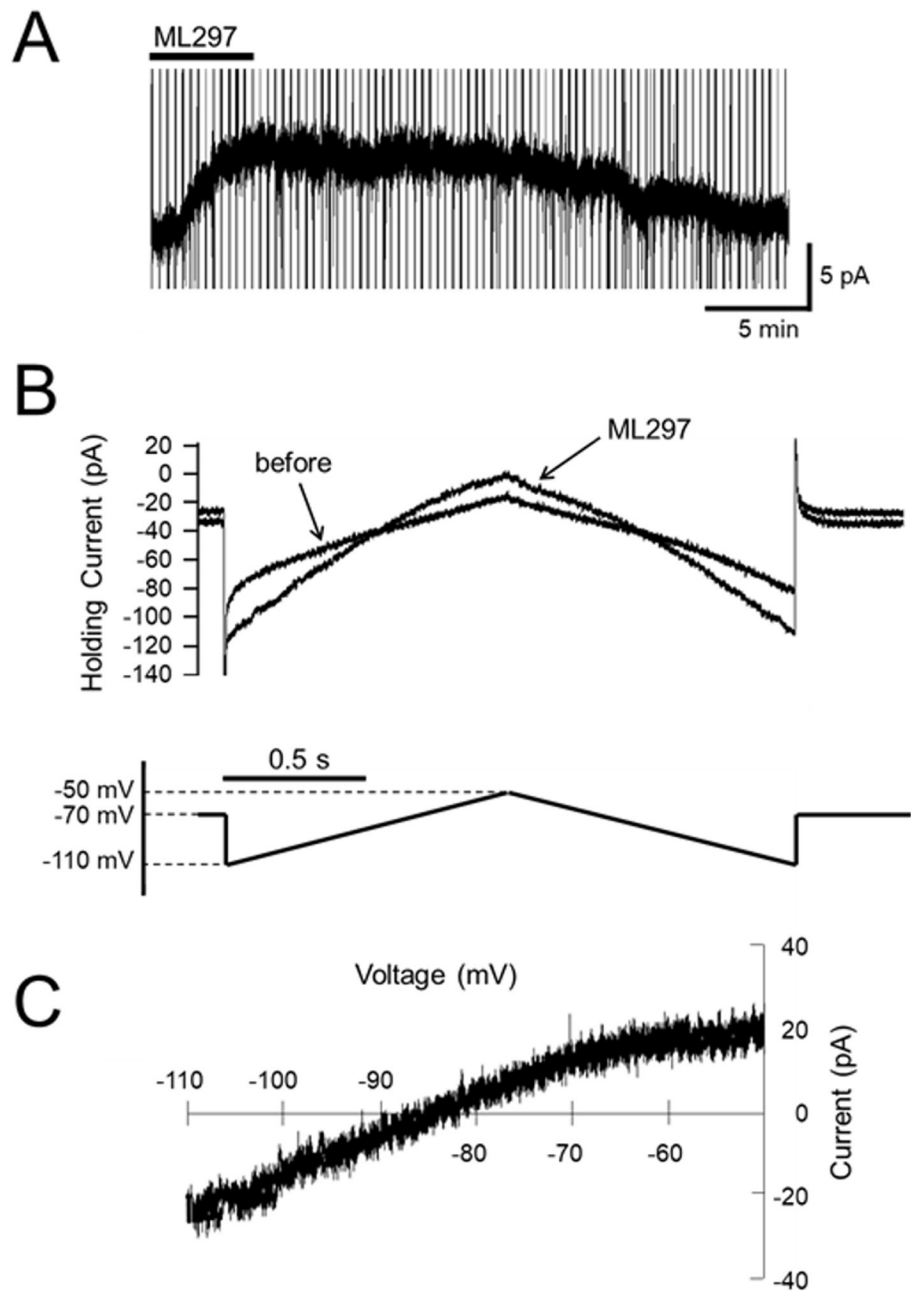 A
ML297
5 pA
5 min
B
Holding Current (pA)
20
0
-20
-40
-60
-80
-100
-120
-140
before
ML297
0.5 s
-50 mV
-70 mV
-110 mV
C
Voltage (mV)
-110 -100 -90
-80 -70 -60
40
20
0
-20
-40
Current (pA)